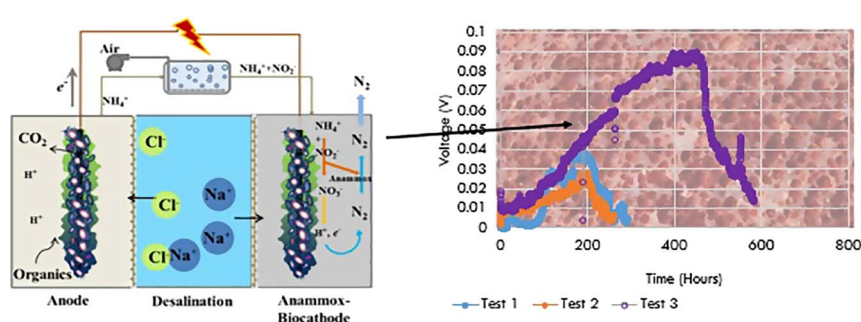 Air
NH₄⁺+NO₂⁻
e⁻
NH₄⁺
N₂
CO₂
H⁺
H⁺
Organics
Cl⁻
Cl⁻
Cl⁻
Na⁺
Na⁺
Na⁺
NH₄⁺
+
NO₂⁻
N₂
Anammox
NO₃⁻
N₂
H⁺, e⁻
Anode
Desalination
Anammox-
Biocathode
Voltage (V)
0.1
0.09
0.08
0.07
0.06
0.05
0.04
0.03
0.02
0.01
0
0
200
400
600
800
Time (Hours)
Test 1
Test 2
Test 3